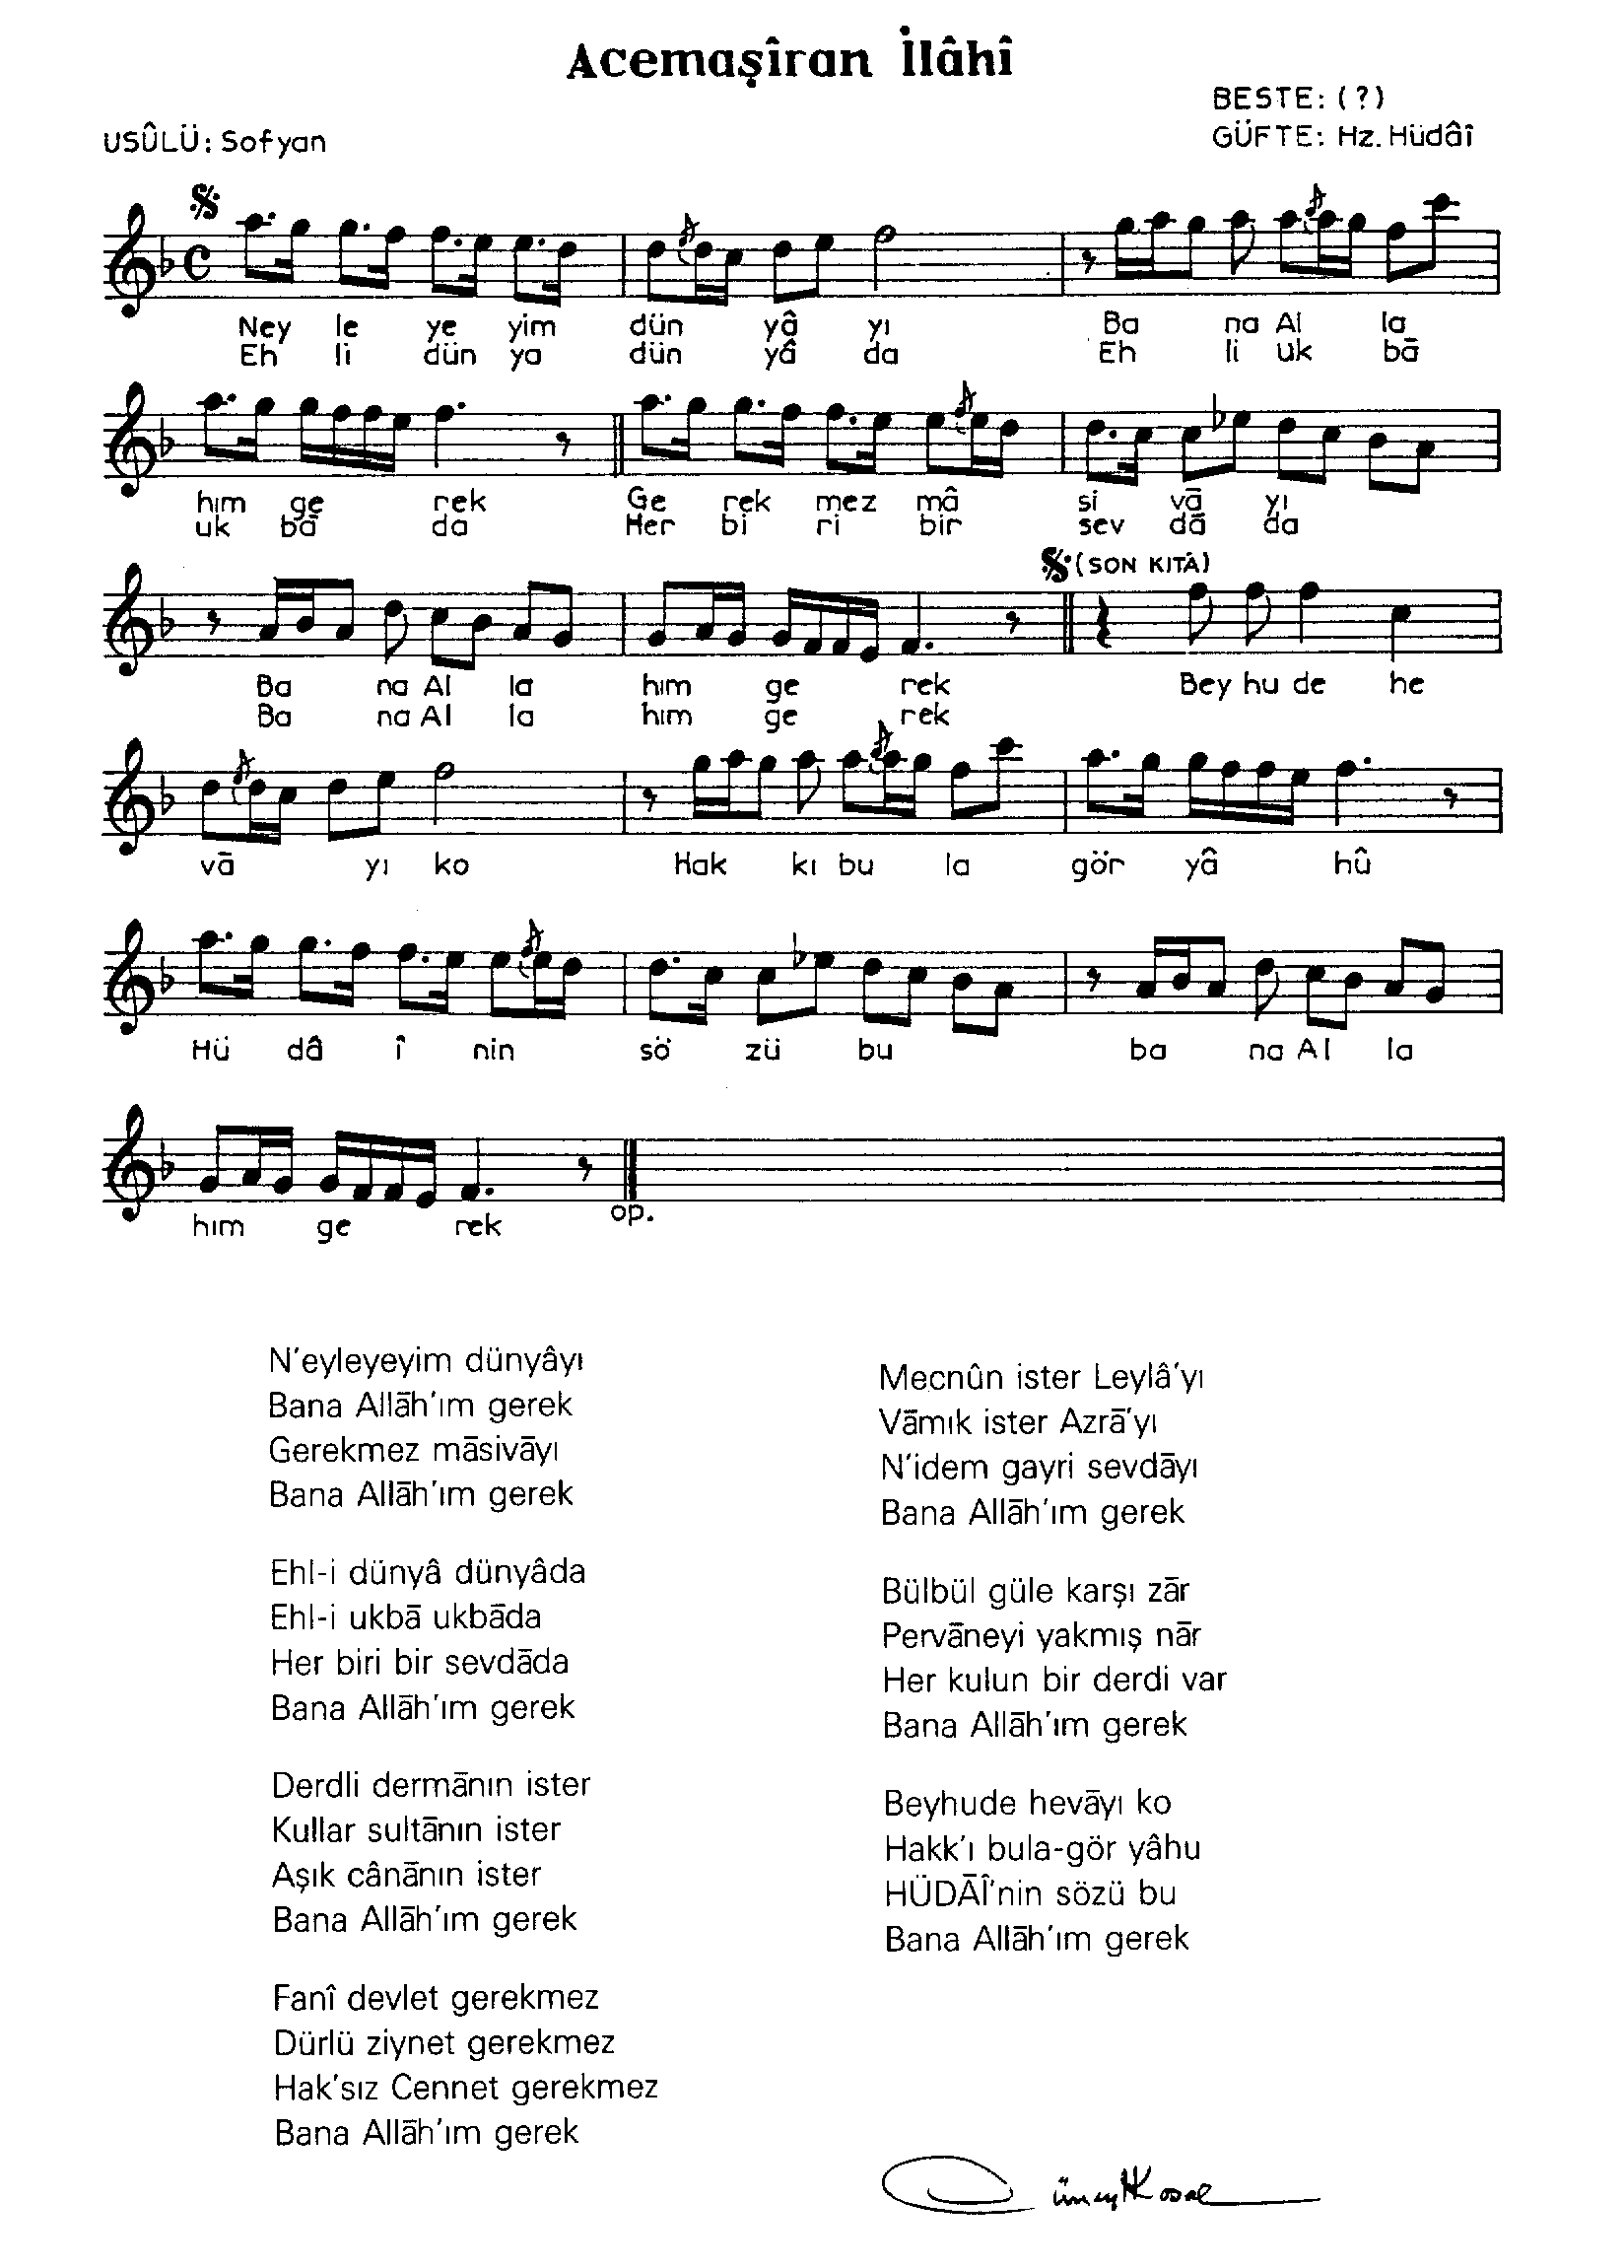 Acemaşîran İlâhî
BESTE: (?)
USÛLÜ: Sofyan
GÜFTE: Hz. Hüdâî
Ney le ye yim dün yâ yı Ba na Al la
Eh li dün ya dün yâ da Eh li uk bā
hım ge rek Ge rek mez mâ si vā yı
uk bā da Her bi ri bir sev dā da
(SON KITÂ)
Ba na Al la hım ge rek Bey hu de he
Ba na Al la hım ge rek
vā yı ko Hak kı bu la gör yâ hû
Hü dâ î nin sö zü bu ba na Al la
hım ge rek op.
N'eyleyeyim dünyâyı
Bana Allāh'ım gerek
Gerekmez māsivāyı
Bana Allāh'ım gerek
Ehl-i dünyâ dünyâda
Ehl-i ukbā ukbāda
Her biri bir sevdāda
Bana Allāh'ım gerek
Derdli dermānın ister
Kullar sultānın ister
Aşık cânānın ister
Bana Allāh'ım gerek
Fanî devlet gerekmez
Dürlü ziynet gerekmez
Hak'sız Cennet gerekmez
Bana Allāh'ım gerek
Mecnûn ister Leylâ'yı
Vāmık ister Azrā'yı
N'idem gayri sevdāyı
Bana Allāh'ım gerek
Bülbül güle karşı zār
Pervāneyi yakmış nār
Her kulun bir derdi var
Bana Allāh'ım gerek
Beyhude hevāyı ko
Hakk'ı bula-gör yâhu
HÜDĀÎ'nin sözü bu
Bana Allāh'ım gerek
Cüneyt Kosal